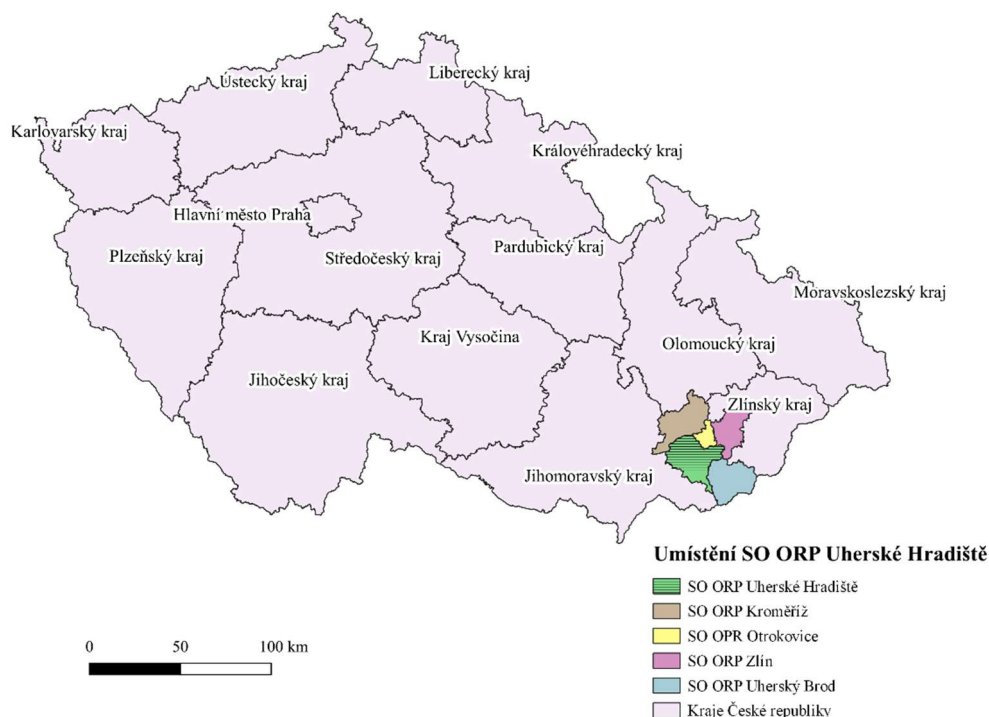 Liberecký kraj
Ústecký kraj
Karlovarský kraj
Královéhradecký kraj
Hlavní město Praha
Pardubický kraj
Plzeňský kraj
Středočeský kraj
Moravskoslezský kraj
Kraj Vysočina
Olomoucký kraj
Jihočeský kraj
Zlínský kraj
Jihomoravský kraj
Umístění SO ORP Uherské Hradiště
SO ORP Uherské Hradiště
SO ORP Kroměříž
SO OPR Otrokovice
SO ORP Zlín
SO ORP Uherský Brod
Kraje České republiky
0 50 100 km